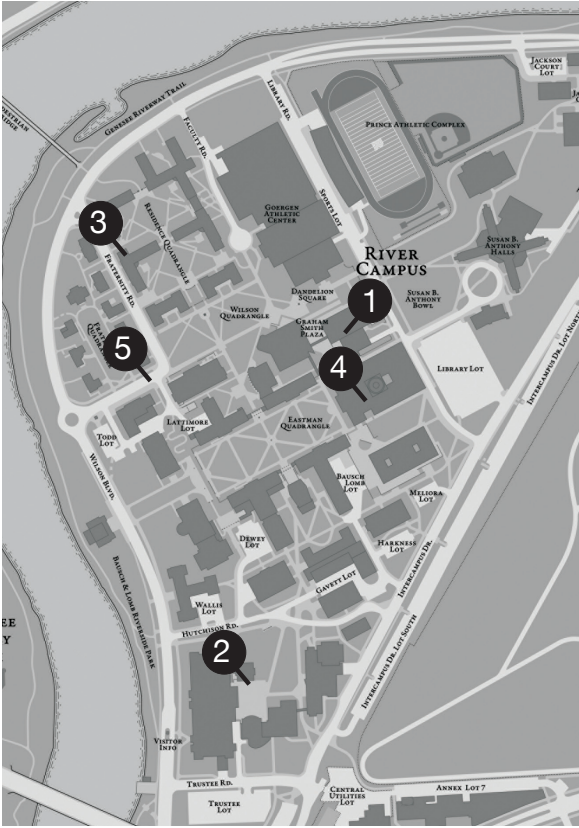 JACKSON
COURT
LOT
GENESEE RIVERWAY TRAIL
LIBRARY RD.
FACULTY RD.
PRINCE ATHLETIC COMPLEX
SPORTS LOT
GOERGEN
ATHLETIC
CENTER
RESIDENCE QUADRANGLE
3
FRATERNITY RD.
RIVER
CAMPUS
SUSAN B.
ANTHONY
HALLS
DANDELION
SQUARE
SUSAN B.
ANTHONY
BOWL
1
WILSON
QUADRANGLE
GRAHAM
SMITH
PLAZA
INTERCAMPUS DR. LOT NORTH
5
4
LIBRARY LOT
LATTIMORE
LOT
EASTMAN
QUADRANGLE
TODD
LOT
WILSON BLVD.
BAUSCH
LOMB
LOT
MELIORA
LOT
DEWEY
LOT
HARKNESS
LOT
INTERCAMPUS DR.
BAUSCH & LOMB RIVERSIDE PARK
GAVETT LOT
WALLIS
LOT
HUTCHISON RD.
2
INTERCAMPUS DR. LOT SOUTH
VISITOR
INFO
TRUSTEE RD.
TRUSTEE
LOT
CENTRAL
UTILITIES
LOT
ANNEX LOT 7